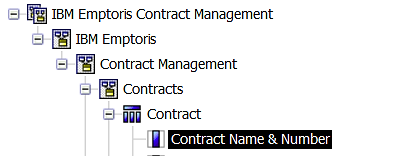 IBM Emptoris Contract Management
IBM Emptoris
Contract Management
Contracts
Contract
Contract Name & Number